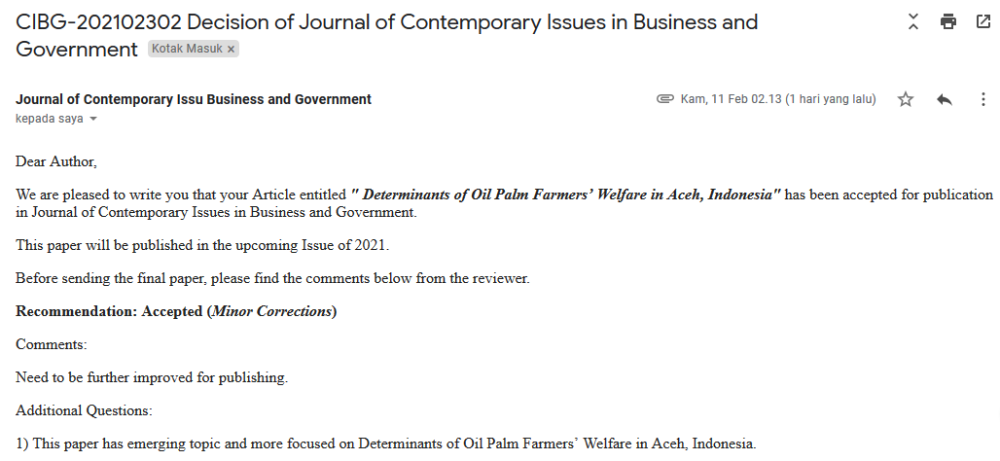 CIBG-202102302 Decision of Journal of Contemporary Issues in Business and
Government Kotak Masuk ×
Journal of Contemporary Issu Business and Government
Kam, 11 Feb 02.13 (1 hari yang lalu)
kepada saya
Dear Author,
We are pleased to write you that your Article entitled " Determinants of Oil Palm Farmers’ Welfare in Aceh, Indonesia" has been accepted for publication
in Journal of Contemporary Issues in Business and Government.
This paper will be published in the upcoming Issue of 2021.
Before sending the final paper, please find the comments below from the reviewer.
Recommendation: Accepted (Minor Corrections)
Comments:
Need to be further improved for publishing.
Additional Questions:
1) This paper has emerging topic and more focused on Determinants of Oil Palm Farmers’ Welfare in Aceh, Indonesia.